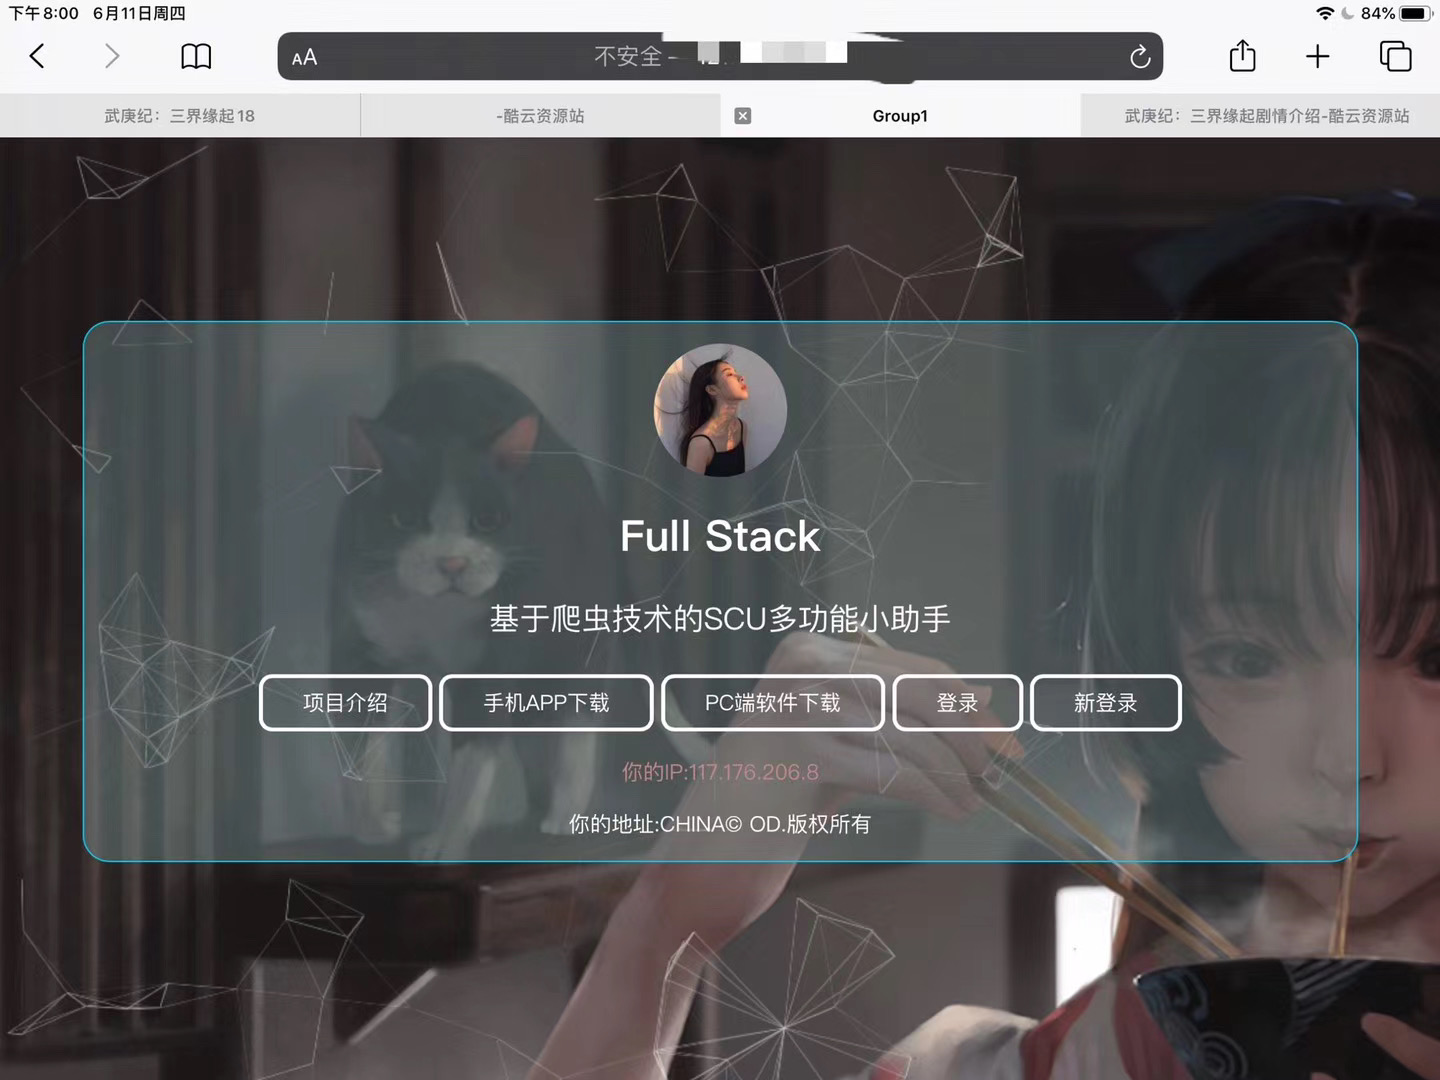 下午8:00 6月11日周四
84%
AA 不安全 —
武庚纪：三界缘起18
-酷云资源站
Group1
武庚纪：三界缘起剧情介绍-酷云资源站
Full Stack
基于爬虫技术的SCU多功能小助手
项目介绍 手机APP下载 PC端软件下载 登录 新登录
你的IP:117.176.206.8
你的地址:CHINA© OD.版权所有